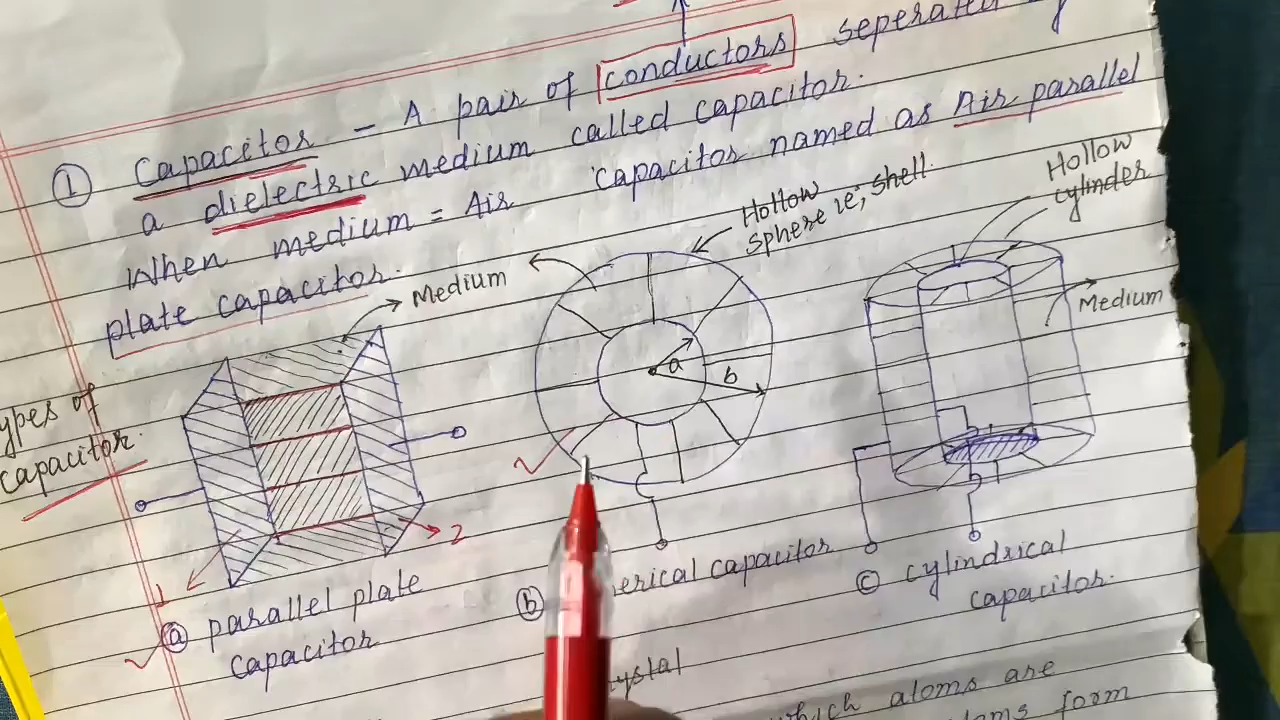 ① Capacitor – A pair of conductors seperated
a dielectric medium called capacitor.
When medium = Air capacitor named as Air parallel
plate capacitor.
Medium
Hollow
sphere ie; shell.
Hollow
cylinder
Medium
a
b
ypes of
capacitor.
1
2
ⓐ parallel plate
capacitor
ⓑ erical capacitor
ⓒ cylindrical
capacitor.
ystal
which atoms are
form